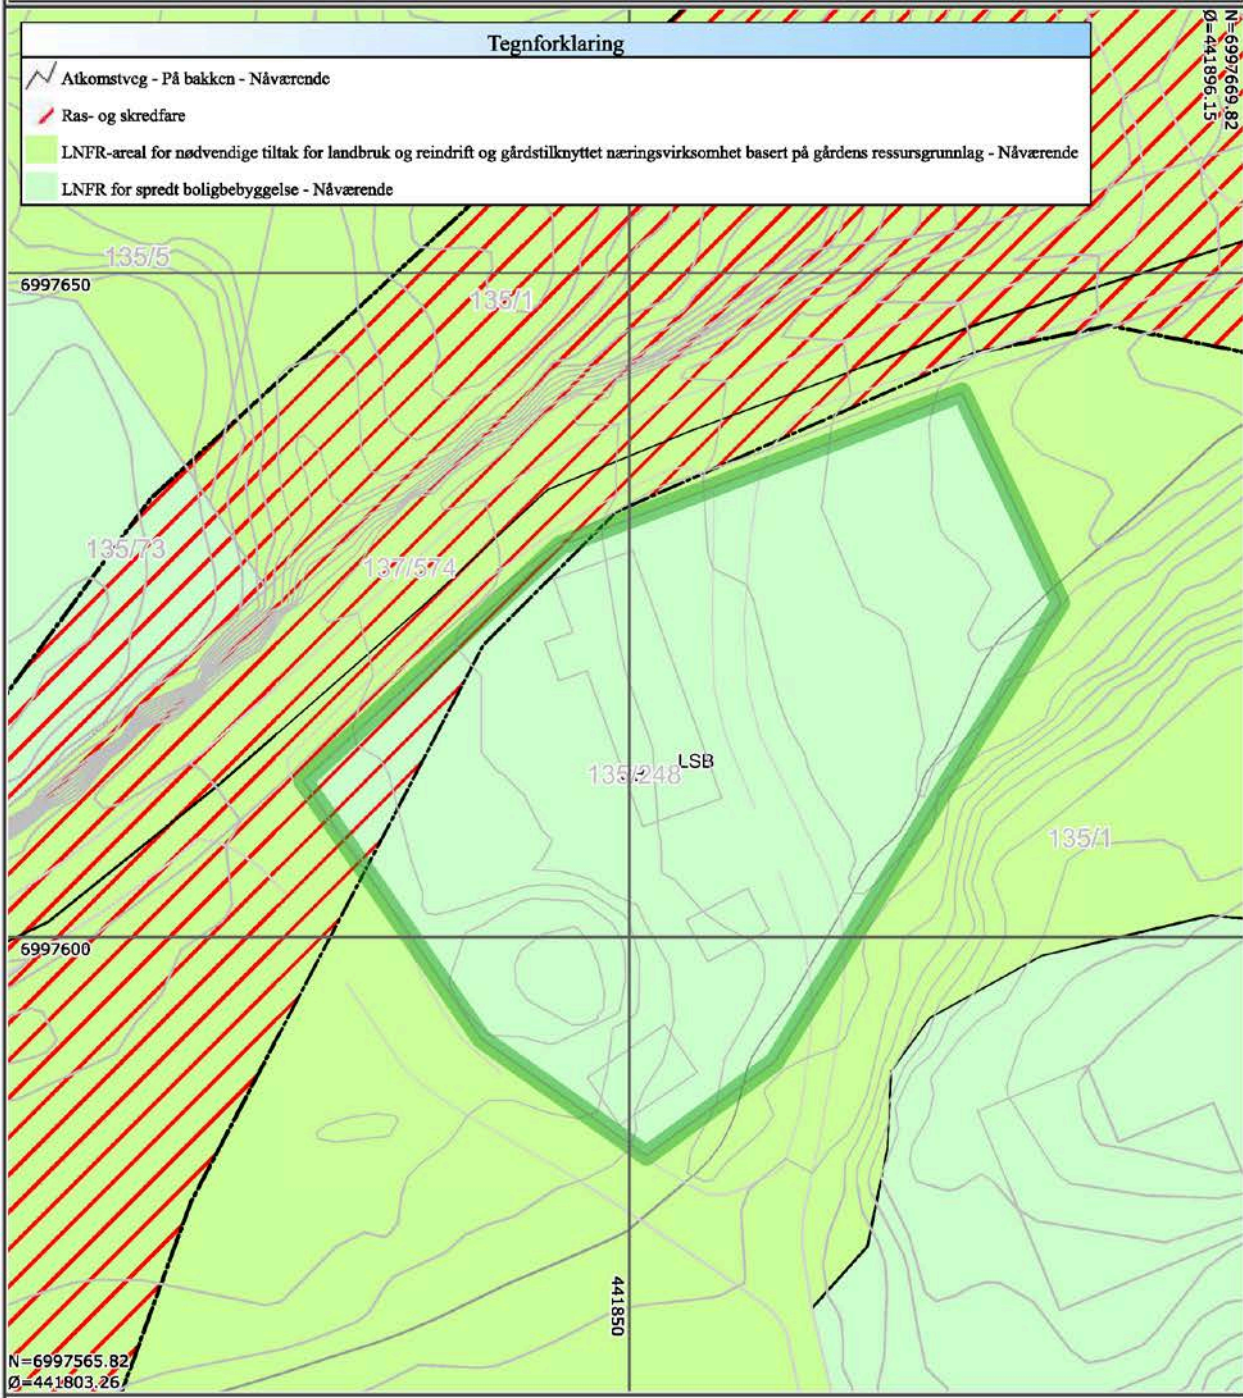 Tegnforklaring
Atkomstveg - På bakken - Nåværende
Ras- og skredfare
LNFR-areal for nødvendige tiltak for landbruk og reindrift og gårdstilknyttet næringsvirksomhet basert på gårdens ressursgrunnlag - Nåværende
LNFR for spredt boligbebyggelse - Nåværende
N=6997669.82
Ø=441896.15
135/5
6997650
135/1
135/73
137/574
LSB
135/248
135/1
6997600
441850
N=6997565.82
Ø=441803.26